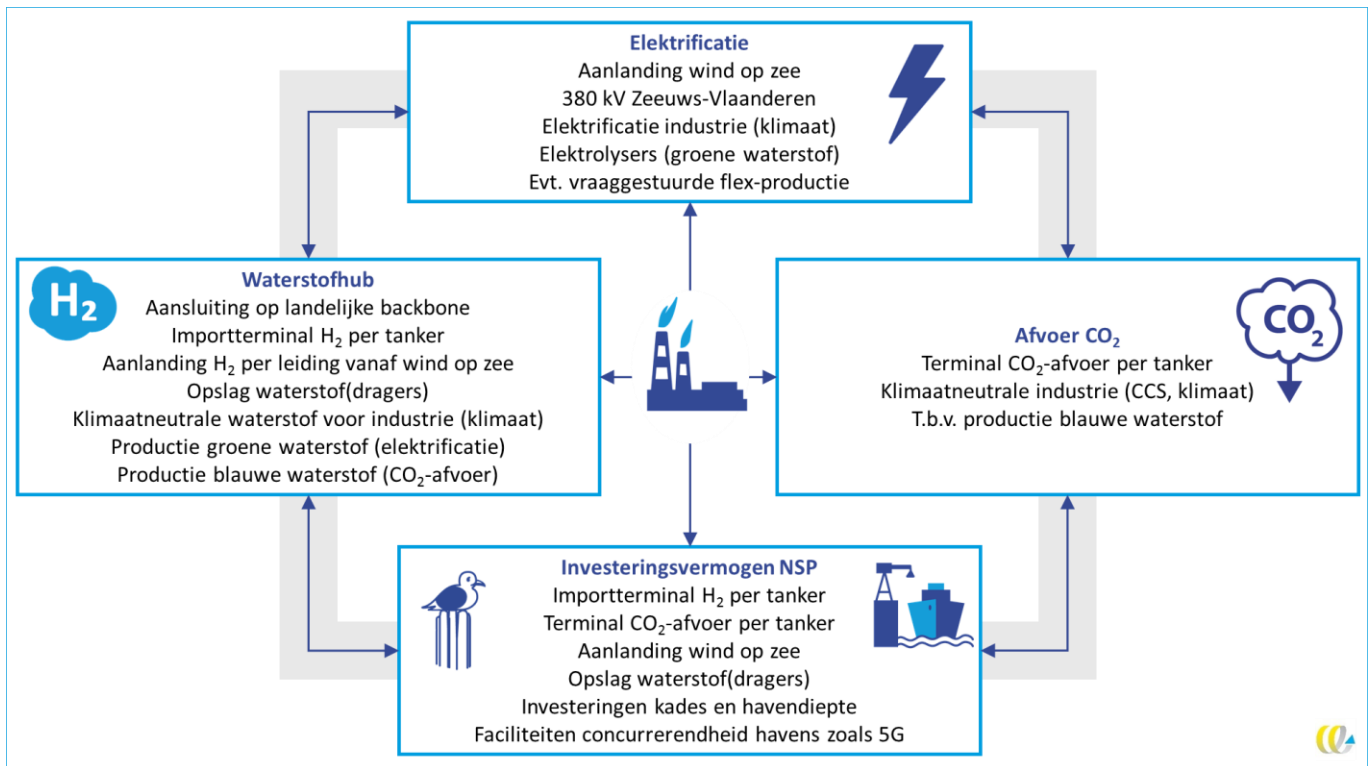 Elektrificatie
Aanlanding wind op zee
380 kV Zeeuws-Vlaanderen
Elektrificatie industrie (klimaat)
Elektrolysers (groene waterstof)
Evt. vraaggestuurde flex-productie
H₂
Waterstofhub
Aansluiting op landelijke backbone
Importterminal H₂ per tanker
Aanlanding H₂ per leiding vanaf wind op zee
Opslag waterstof(dragers)
Klimaatneutrale waterstof voor industrie (klimaat)
Productie groene waterstof (elektrificatie)
Productie blauwe waterstof (CO₂-afvoer)
CO₂
Afvoer CO₂
Terminal CO₂-afvoer per tanker
Klimaatneutrale industrie (CCS, klimaat)
T.b.v. productie blauwe waterstof
Investeringsvermogen NSP
Importterminal H₂ per tanker
Terminal CO₂-afvoer per tanker
Aanlanding wind op zee
Opslag waterstof(dragers)
Investeringen kades en havendiepte
Faciliteiten concurrerendheid havens zoals 5G